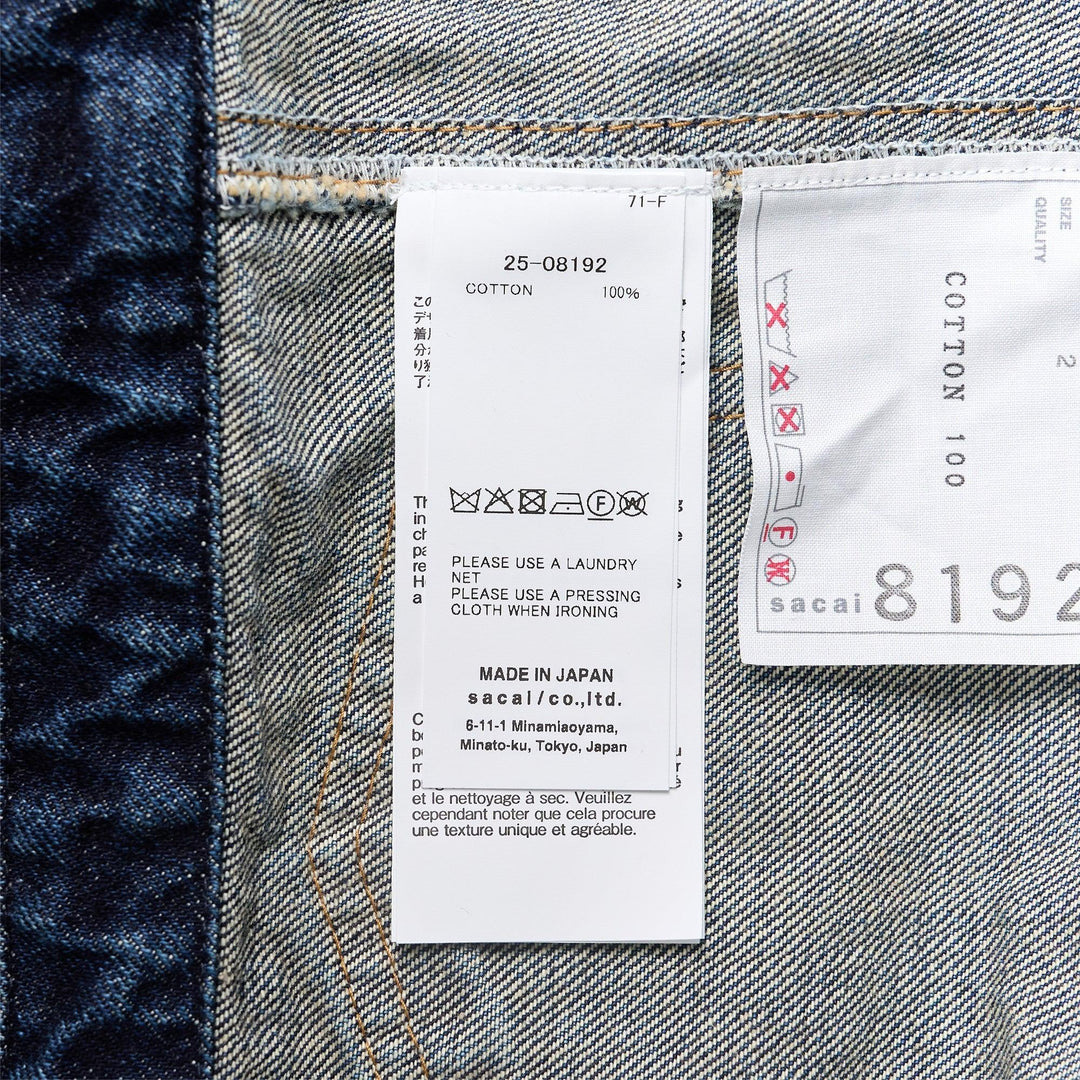 71-F
25-08192
COTTON 100%
PLEASE USE A LAUNDRY
NET
PLEASE USE A PRESSING
CLOTH WHEN IRONING
MADE IN JAPAN
sacai/co.,ltd.
6-11-1 Minamiaoyama,
Minato-ku, Tokyo, Japan
et le nettoyage à sec. Veuillez
cependant noter que cela procure
une texture unique et agréable.
SIZE 2
QUALITY
COTTON 100
F
W
sacai 8192